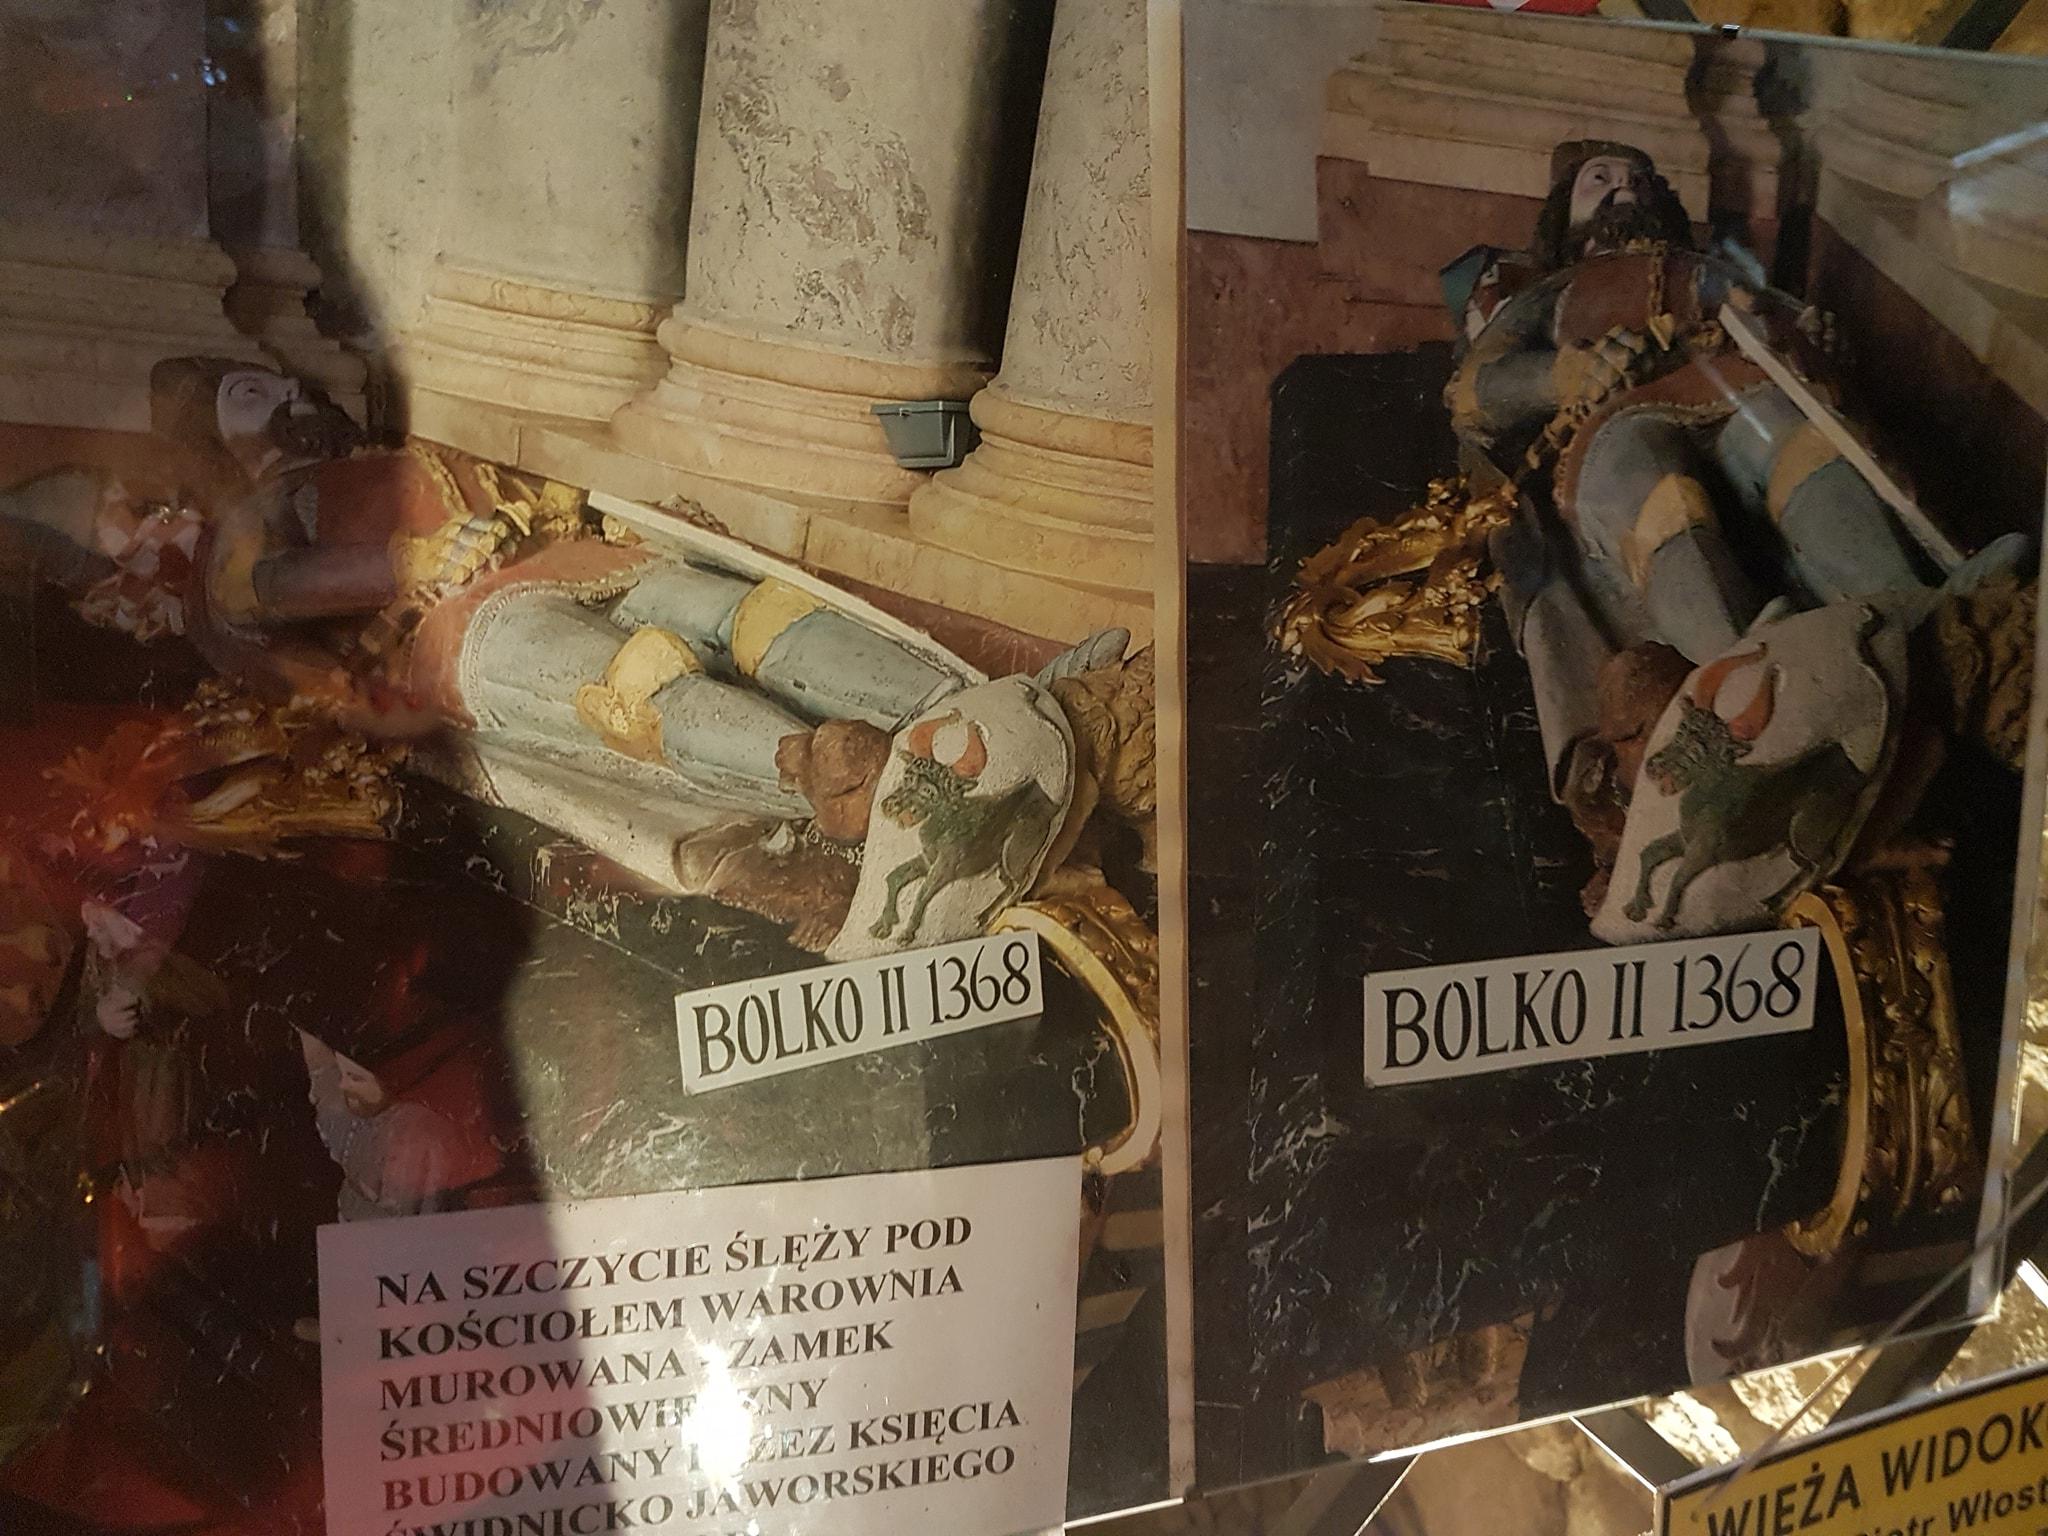 BOLKO II 1368
BOLKO II 1368
NA SZCZYCIE ŚLĘŻY POD
KOŚCIOŁEM WAROWNIA
MUROWANA - ZAMEK
ŚREDNIOWIECZNY
BUDOWANY PRZEZ KSIĘCIA
ŚWIDNICKO JAWORSKIEGO
WIEŻA WIDOK